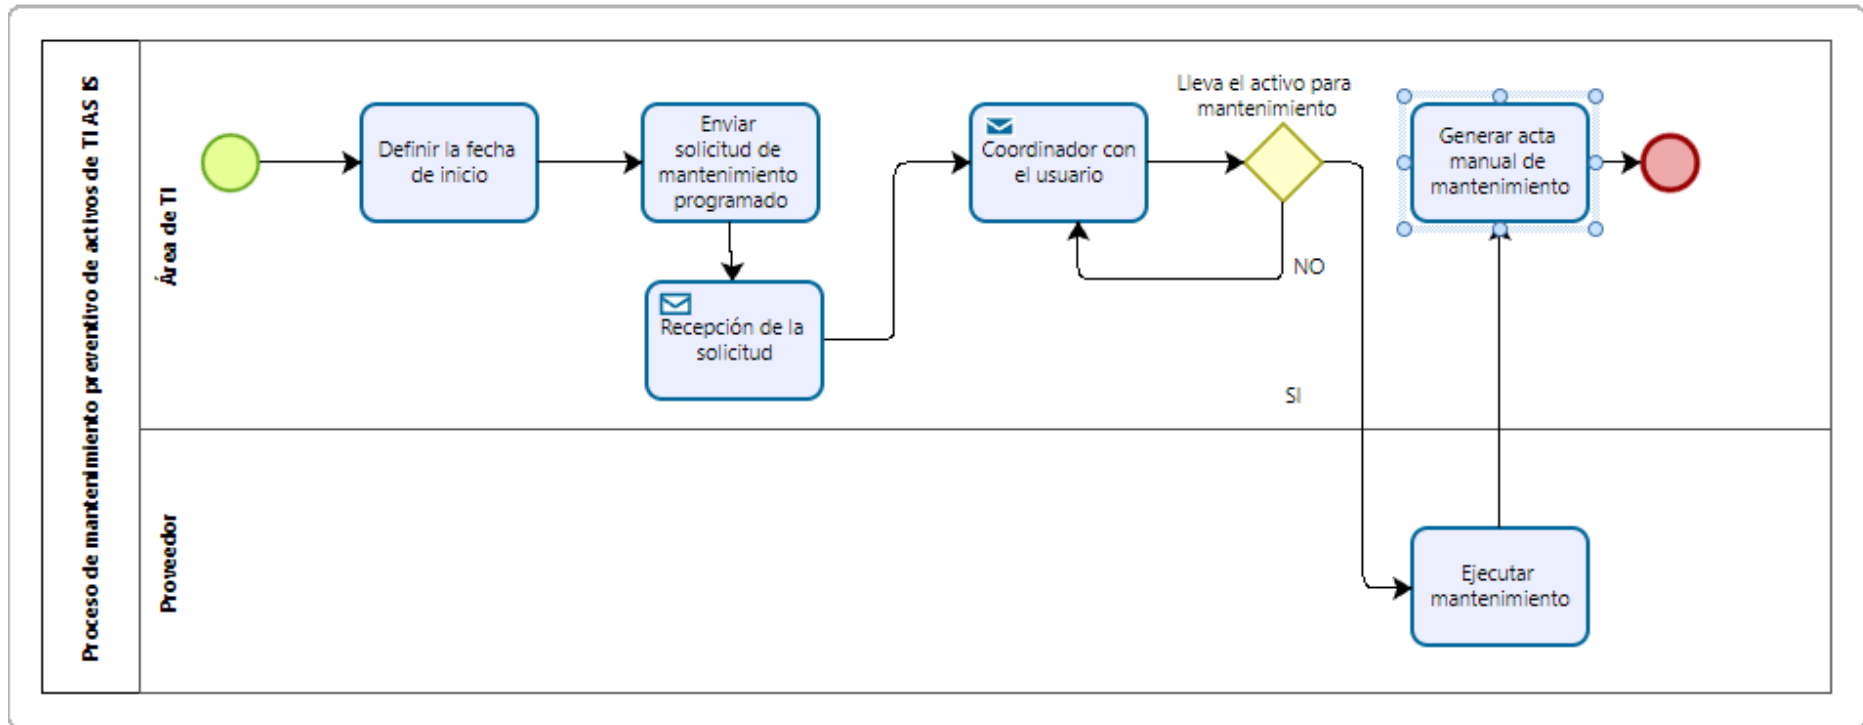 Proceso de mantenimiento preventivo de activos de TI AS IS
Área de TI
Definir la fecha
de inicio
Enviar
solicitud de
mantenimiento
programado
Recepción de la
solicitud
Coordinador con
el usuario
Lleva el activo para
mantenimiento
NO
SI
Generar acta
manual de
mantenimiento
Proveedor
Ejecutar
mantenimiento